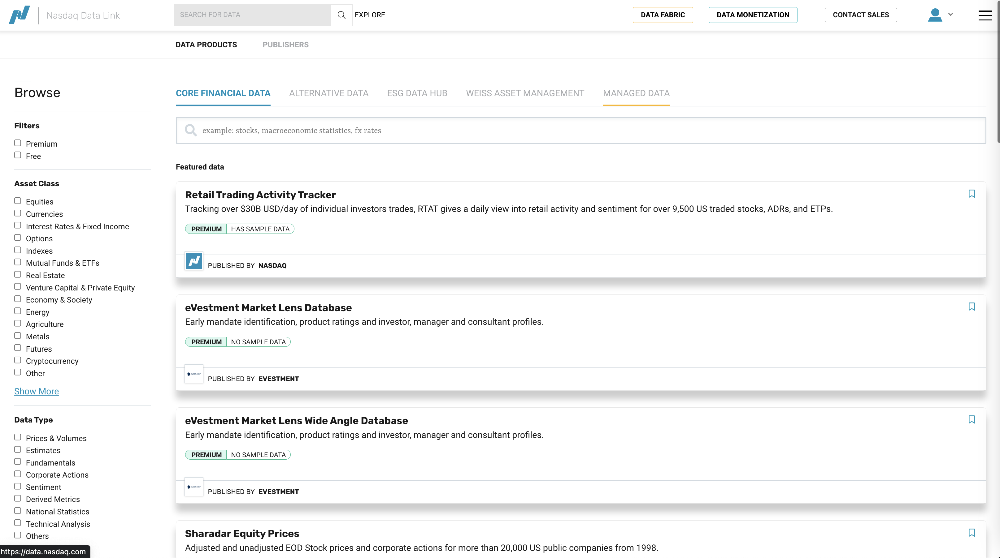 Nasdaq Data Link
SEARCH FOR DATA
EXPLORE
DATA FABRIC
DATA MONETIZATION
CONTACT SALES
DATA PRODUCTS
PUBLISHERS
Browse
Filters
Premium
Free
Asset Class
Equities
Currencies
Interest Rates & Fixed Income
Options
Indexes
Mutual Funds & ETFs
Real Estate
Venture Capital & Private Equity
Economy & Society
Energy
Agriculture
Metals
Futures
Cryptocurrency
Other
Show More
Data Type
Prices & Volumes
Estimates
Fundamentals
Corporate Actions
Sentiment
Derived Metrics
National Statistics
Technical Analysis
Others
https://data.nasdaq.com
CORE FINANCIAL DATA
ALTERNATIVE DATA
ESG DATA HUB
WEISS ASSET MANAGEMENT
MANAGED DATA
example: stocks, macroeconomic statistics, fx rates
Featured data
Retail Trading Activity Tracker
Tracking over $30B USD/day of individual investors trades, RTAT gives a daily view into retail activity and sentiment for over 9,500 US traded stocks, ADRs, and ETPs.
PREMIUM HAS SAMPLE DATA
PUBLISHED BY NASDAQ
eVestment Market Lens Database
Early mandate identification, product ratings and investor, manager and consultant profiles.
PREMIUM NO SAMPLE DATA
EVESTMENT
PUBLISHED BY EVESTMENT
eVestment Market Lens Wide Angle Database
Early mandate identification, product ratings and investor, manager and consultant profiles.
PREMIUM NO SAMPLE DATA
EVESTMENT
PUBLISHED BY EVESTMENT
Sharadar Equity Prices
Adjusted and unadjusted EOD Stock prices and corporate actions for more than 20,000 US public companies from 1998.